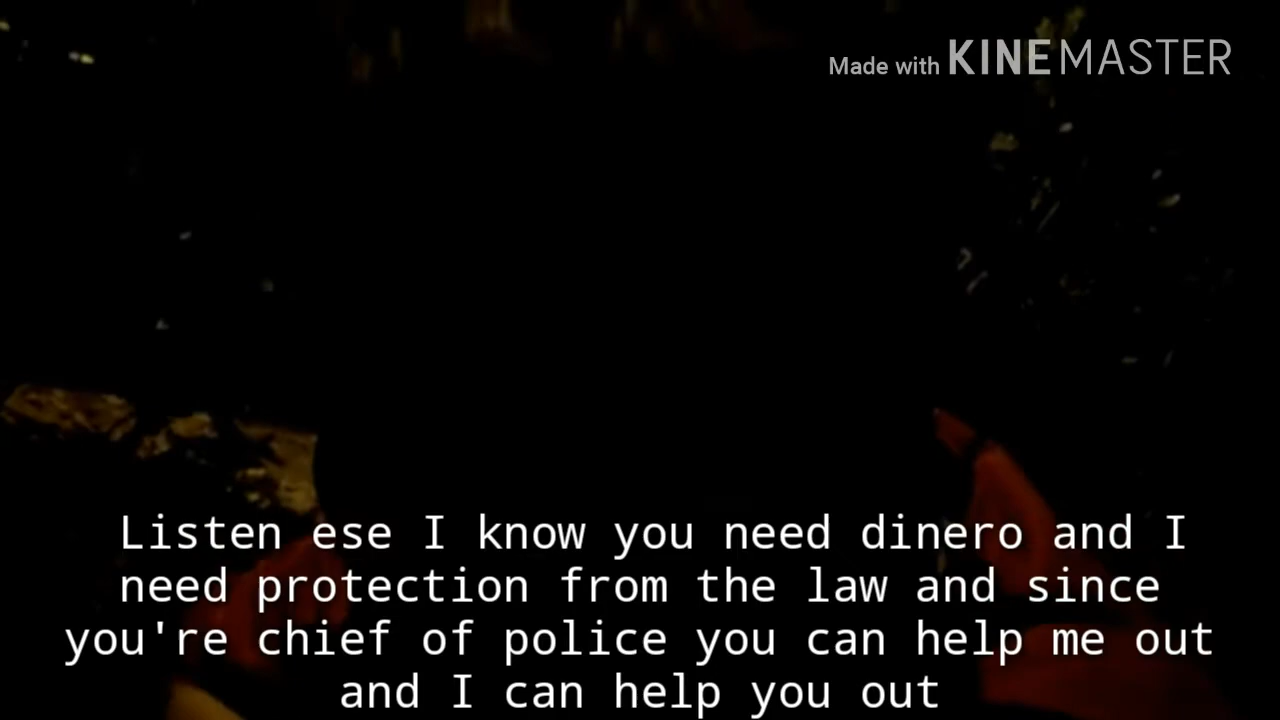 Made with KINEMASTER
Listen ese I know you need dinero and I
need protection from the law and since
you're chief of police you can help me out
and I can help you out